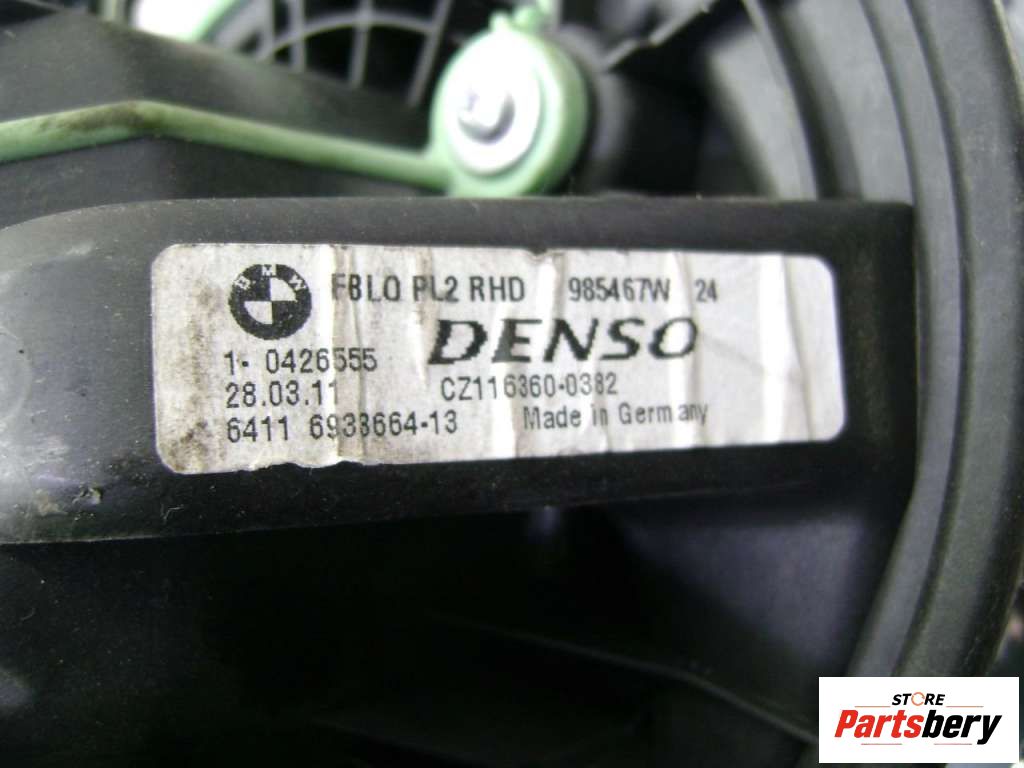 BMW FBLO PL2 RHD 985467W 24
DENSO
1- 0426555
28.03.11 CZ116360-0382
6411 6933664-13 Made in Germany
STORE
Partsbery